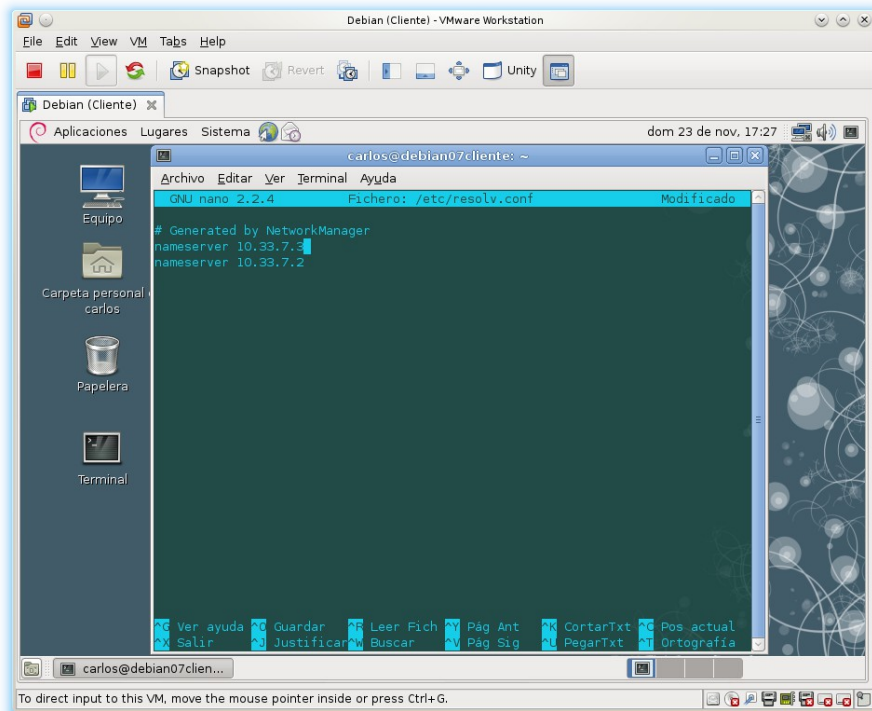 Debian (Cliente) - VMware Workstation
File Edit View VM Tabs Help
Snapshot Revert Unity
Debian (Cliente)
Aplicaciones Lugares Sistema dom 23 de nov, 17:27
carlos@debian07cliente: ~
Archivo Editar Ver Terminal Ayuda
GNU nano 2.2.4 Fichero: /etc/resolv.conf Modificado
# Generated by NetworkManager
nameserver 10.33.7.3
nameserver 10.33.7.2
Equipo
Carpeta personal
carlos
Papelera
Terminal
^G Ver ayuda ^O Guardar ^R Leer Fich ^Y Pág Ant ^K CortarTxt ^C Pos actual
^X Salir ^J Justificar ^W Buscar ^V Pág Sig ^U PegarTxt ^T Ortografía
carlos@debian07clien...
To direct input to this VM, move the mouse pointer inside or press Ctrl+G.